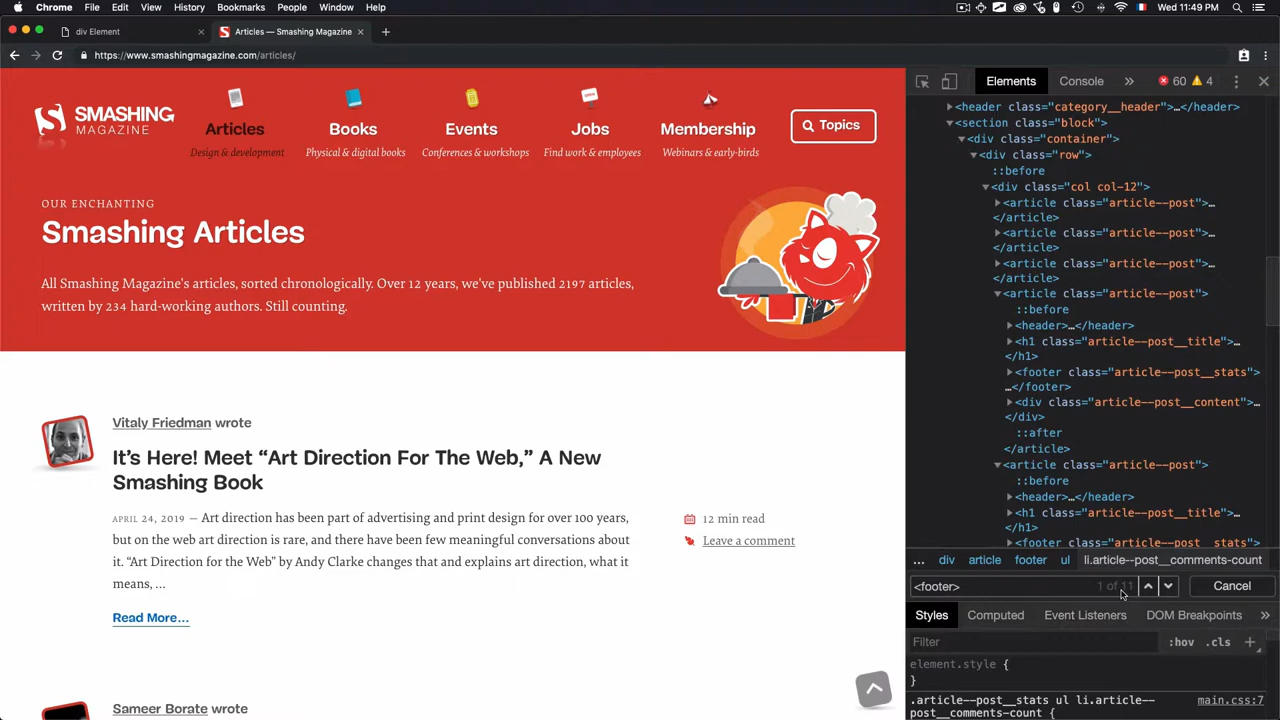 Chrome File Edit View History Bookmarks People Window Help Wed 11:49 PM
div Element
Articles — Smashing Magazine
https://www.smashingmagazine.com/articles/
SMASHING
MAGAZINE
Articles
Design & development
Books
Physical & digital books
Events
Conferences & workshops
Jobs
Find work & employees
Membership
Webinars & early-birds
Topics
OUR ENCHANTING
Smashing Articles
All Smashing Magazine's articles, sorted chronologically. Over 12 years, we've published 2197 articles,
written by 234 hard-working authors. Still counting.
Vitaly Friedman wrote
It's Here! Meet “Art Direction For The Web,” A New
Smashing Book
APRIL 24, 2019 — Art direction has been part of advertising and print design for over 100 years,
but on the web art direction is rare, and there have been few meaningful conversations about
it. “Art Direction for the Web” by Andy Clarke changes that and explains art direction, what it
means, ...
Read More...
12 min read
Leave a comment
Sameer Borate wrote
Elements Console » 60 4
<header class="category__header">…</header>
<section class="block">
<div class="container">
<div class="row">
::before
<div class="col col-12">
<article class="article--post">…
</article>
<article class="article--post">…
</article>
<article class="article--post">…
</article>
<article class="article--post">
::before
<header>…</header>
<h1 class="article--post__title">…
</h1>
<footer class="article--post__stats">
…</footer>
<div class="article--post__content">…
</div>
::after
</article>
<article class="article--post">
::before
<header>…</header>
<h1 class="article--post__title">…
</h1>
<footer class="article--post__stats">
… div article footer ul li.article--post__comments-count
<footer> 1 of 11 Cancel
Styles Computed Event Listeners DOM Breakpoints »
Filter :hov .cls +
element.style {
}
.article--post__stats ul li.article-- main.css:7
post__comments-count {